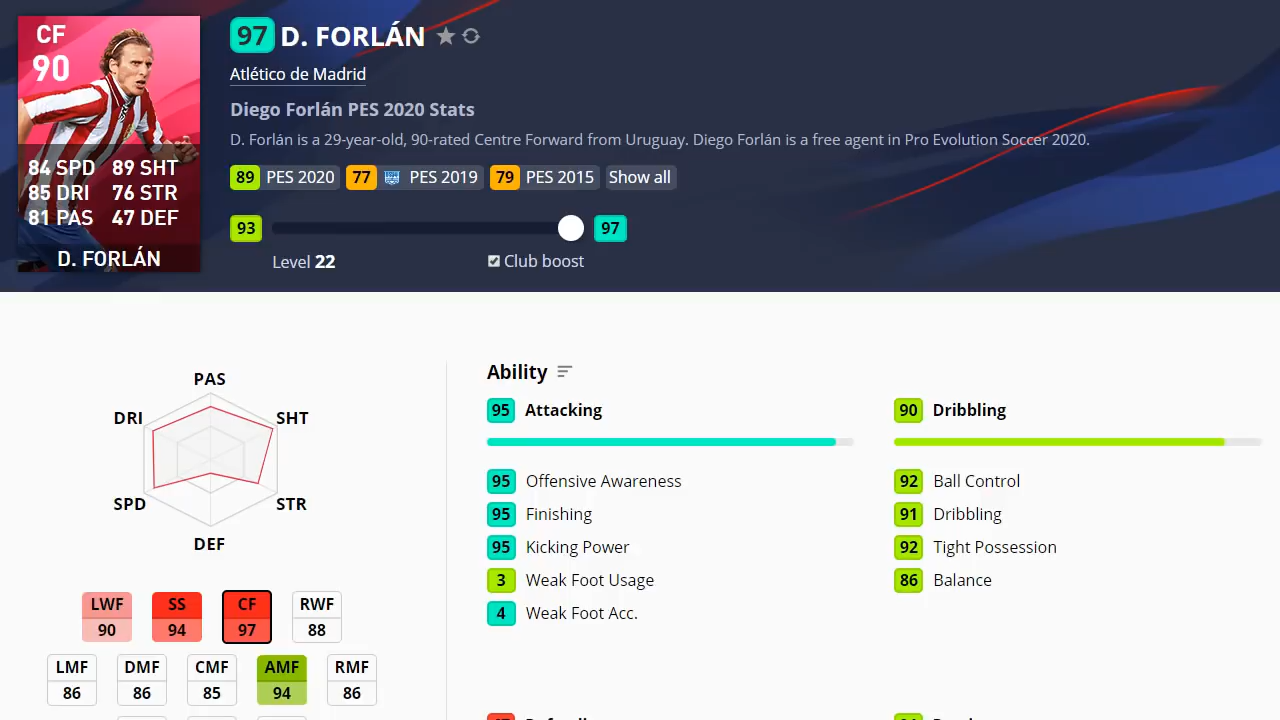 CF
90
84 SPD 89 SHT
85 DRI 76 STR
81 PAS 47 DEF
D. FORLÁN
97 D. FORLÁN
Atlético de Madrid
Diego Forlán PES 2020 Stats
D. Forlán is a 29-year-old, 90-rated Centre Forward from Uruguay. Diego Forlán is a free agent in Pro Evolution Soccer 2020.
89 PES 2020 77 PES 2019 79 PES 2015 Show all
93 97
Level 22 Club boost
PAS
DRI SHT
SPD STR
DEF
LWF SS CF RWF
90 94 97 88
LMF DMF CMF AMF RMF
86 86 85 94 86
Ability
95 Attacking
95 Offensive Awareness
95 Finishing
95 Kicking Power
3 Weak Foot Usage
4 Weak Foot Acc.
90 Dribbling
92 Ball Control
91 Dribbling
92 Tight Possession
86 Balance